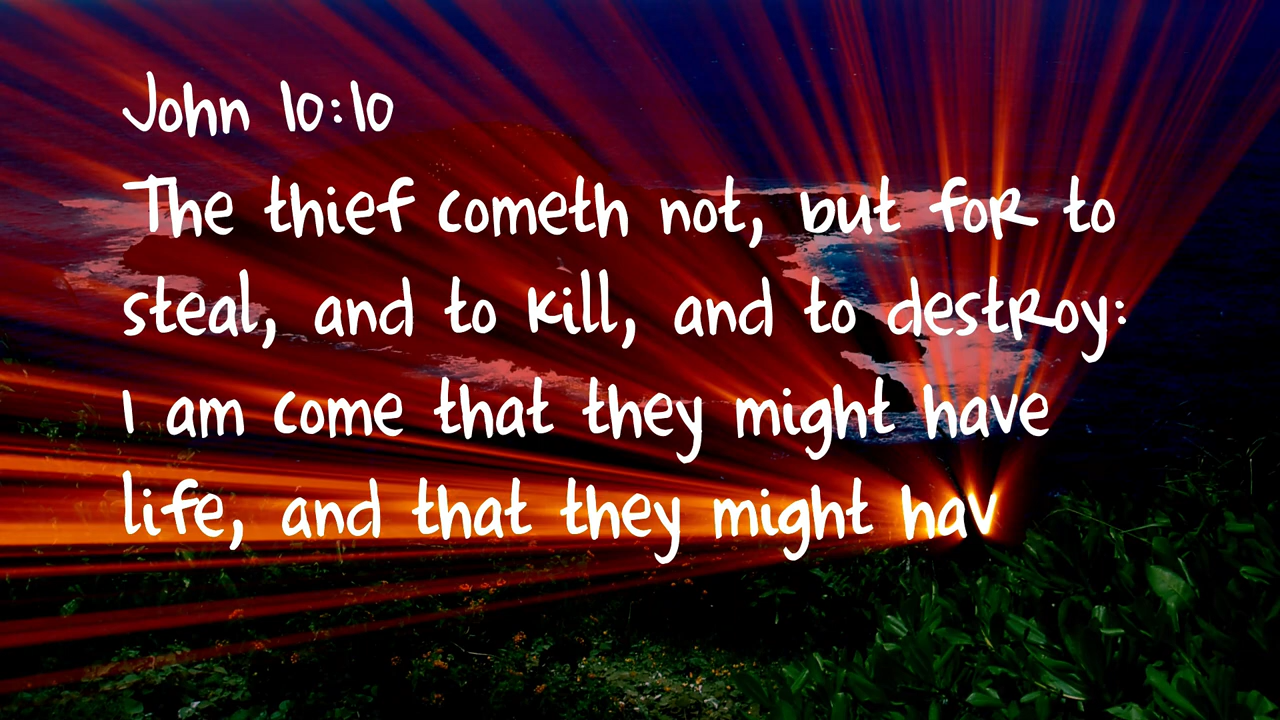 John 10:10
The thief cometh not, but for to
steal, and to kill, and to destroy:
I am come that they might have
life, and that they might hav